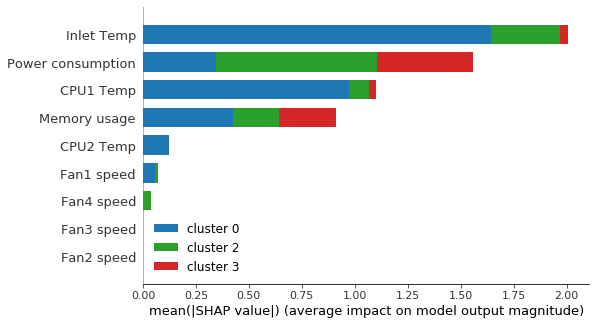 Inlet Temp
Power consumption
CPU1 Temp
Memory usage
CPU2 Temp
Fan1 speed
Fan4 speed
Fan3 speed
Fan2 speed
cluster 0
cluster 2
cluster 3
0.00 0.25 0.50 0.75 1.00 1.25 1.50 1.75 2.00
mean(|SHAP value|) (average impact on model output magnitude)